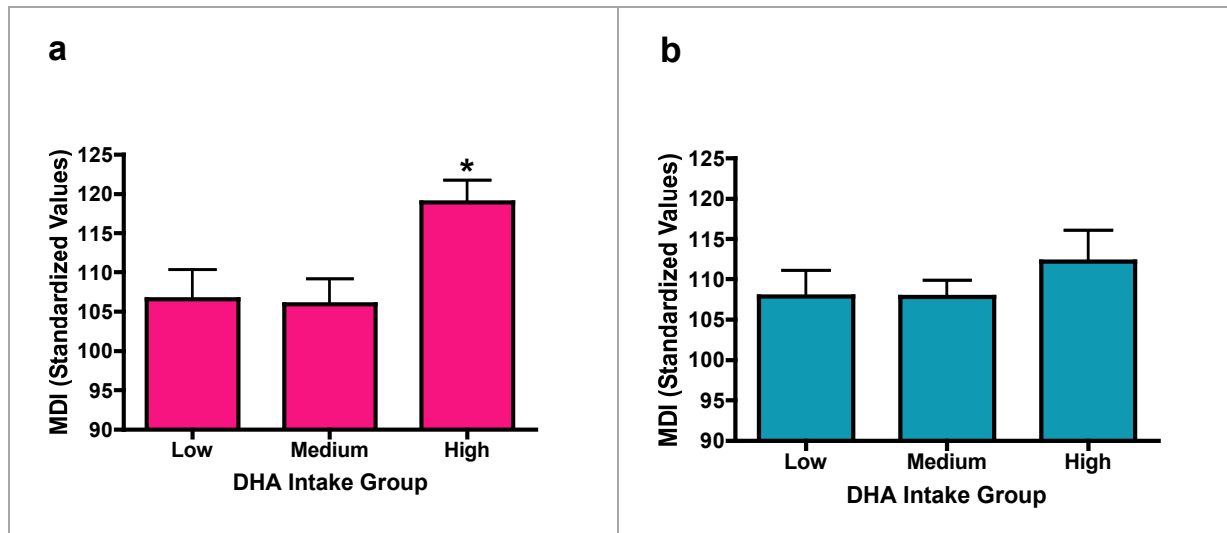 a
MDI (Standardized Values)
125
120
115
110
105
100
95
90
*
Low Medium High
DHA Intake Group
b
MDI (Standardized Values)
125
120
115
110
105
100
95
90
Low Medium High
DHA Intake Group